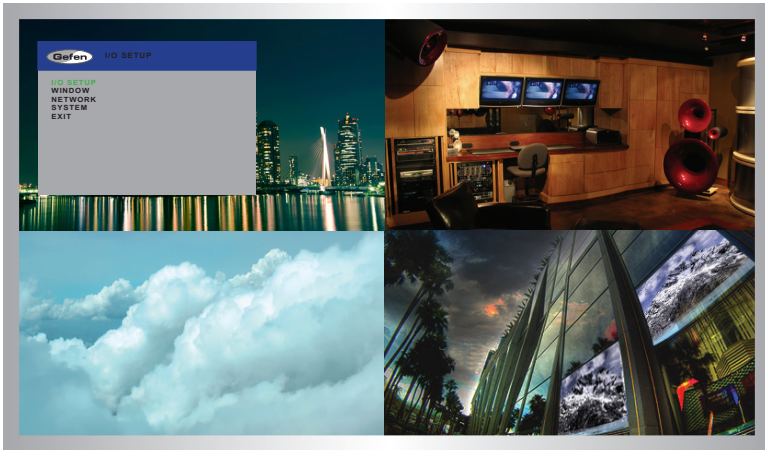 Gefen I/O SETUP
I/O SETUP
WINDOW
NETWORK
SYSTEM
EXIT